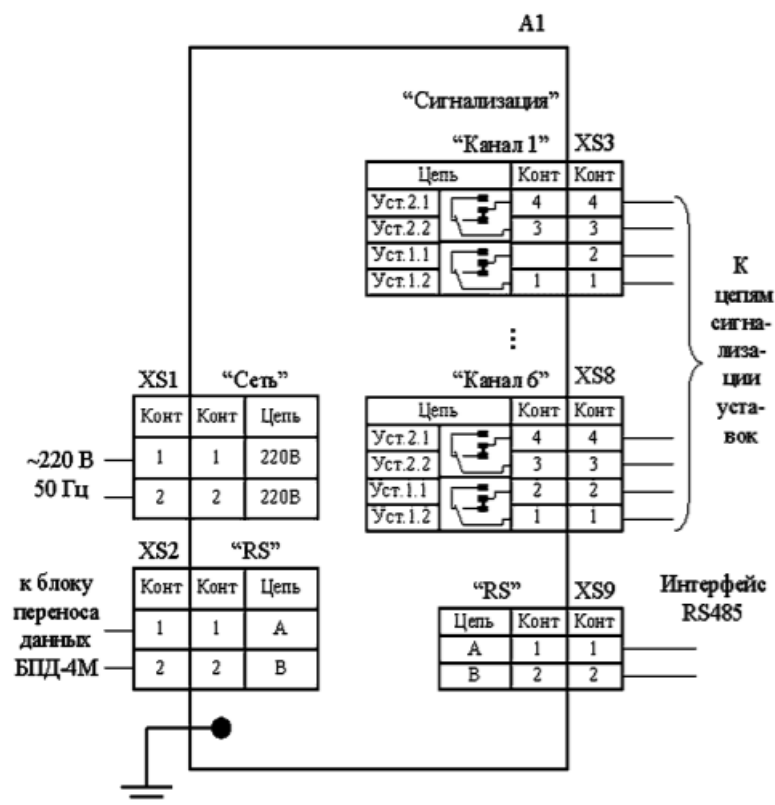 А1
“Сигнализация”
“Канал 1” XS3
Цепь Конт Конт
Уст.2.1 4 4
Уст.2.2 3 3
Уст.1.1 2
Уст.1.2 1 1
К
цепям
сигна-
лиза-
ции
уста-
вок
⋮
“Канал 6” XS8
Цепь Конт Конт
Уст.2.1 4 4
Уст.2.2 3 3
Уст.1.1 2 2
Уст.1.2 1 1
XS1 “Сеть”
Конт Конт Цепь
~220 В 1 1 220В
50 Гц 2 2 220В
XS2 “RS”
к блоку
переноса
данных
БПД-4М
Конт Конт Цепь
1 1 А
2 2 В
“RS” XS9
Цепь Конт Конт
А 1 1
В 2 2
Интерфейс
RS485